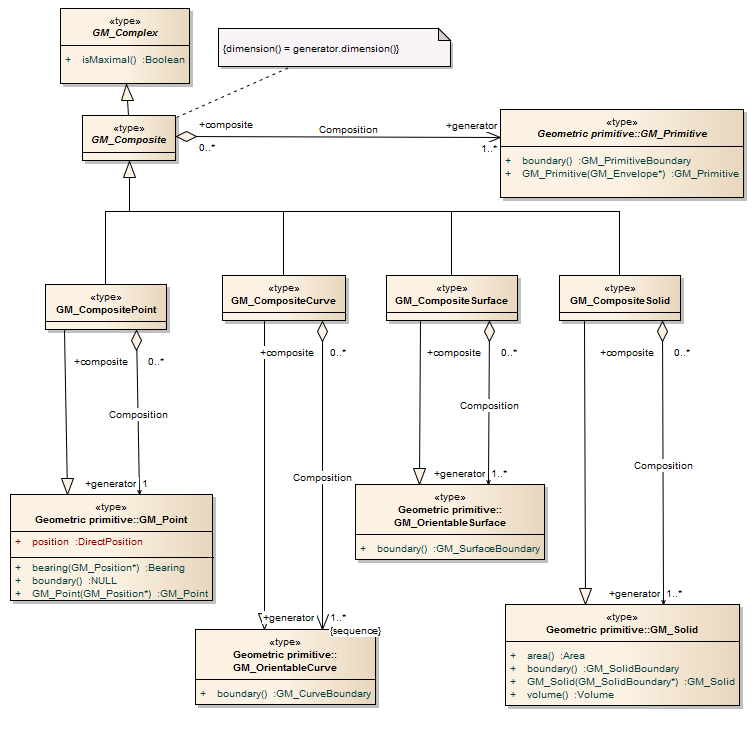 «type»
GM_Complex
+ isMaximal() :Boolean
{dimension() = generator.dimension()}
«type»
GM_Composite
+composite
0..*
Composition
+generator
1..*
«type»
Geometric primitive::GM_Primitive
+ boundary() :GM_PrimitiveBoundary
+ GM_Primitive(GM_Envelope*) :GM_Primitive
«type»
GM_CompositePoint
«type»
GM_CompositeCurve
«type»
GM_CompositeSurface
«type»
GM_CompositeSolid
+composite 0..*
+composite 0..*
+composite 0..*
+composite 0..*
Composition
Composition
Composition
Composition
+generator 1
+generator 1..*
«type»
Geometric primitive::GM_Point
+ position :DirectPosition
+ bearing(GM_Position*) :Bearing
+ boundary() :NULL
+ GM_Point(GM_Position*) :GM_Point
«type»
Geometric primitive::
GM_OrientableSurface
+ boundary() :GM_SurfaceBoundary
+generator 1..*
{sequence}
«type»
Geometric primitive::
GM_OrientableCurve
+ boundary() :GM_CurveBoundary
+generator 1..*
«type»
Geometric primitive::GM_Solid
+ area() :Area
+ boundary() :GM_SolidBoundary
+ GM_Solid(GM_SolidBoundary*) :GM_Solid
+ volume() :Volume